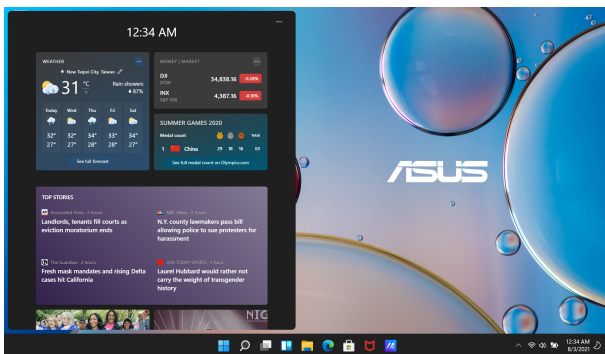 12:34 AM
WEATHER
New Taipei City, Taiwan
31 °C
Rain showers
87%
Today Wed Thu Fri Sat
32° 32° 34° 33° 34°
27° 27° 28° 28° 27°
See full forecast
MONEY | MARKET
DJI 34,838.16 -0.28%
DOW
INX 4,387.16 -0.18%
S&P 500
SUMMER GAMES 2020
Medal count Total
1 China 29 18 16 63
See full medal count on Olympics.com
TOP STORIES
Associated Press · 2 hours
Landlords, tenants fill courts as
eviction moratorium ends
NBC News · 2 hours
N.Y. county lawmakers pass bill
allowing police to sue protesters for
harassment
The Guardian · 2 hours
Fresh mask mandates and rising Delta
cases hit California
USA TODAY SPORTS · 1 hour
Laurel Hubbard would rather not
carry the weight of transgender
history
NIC
ASUS
12:34 AM
8/3/2021